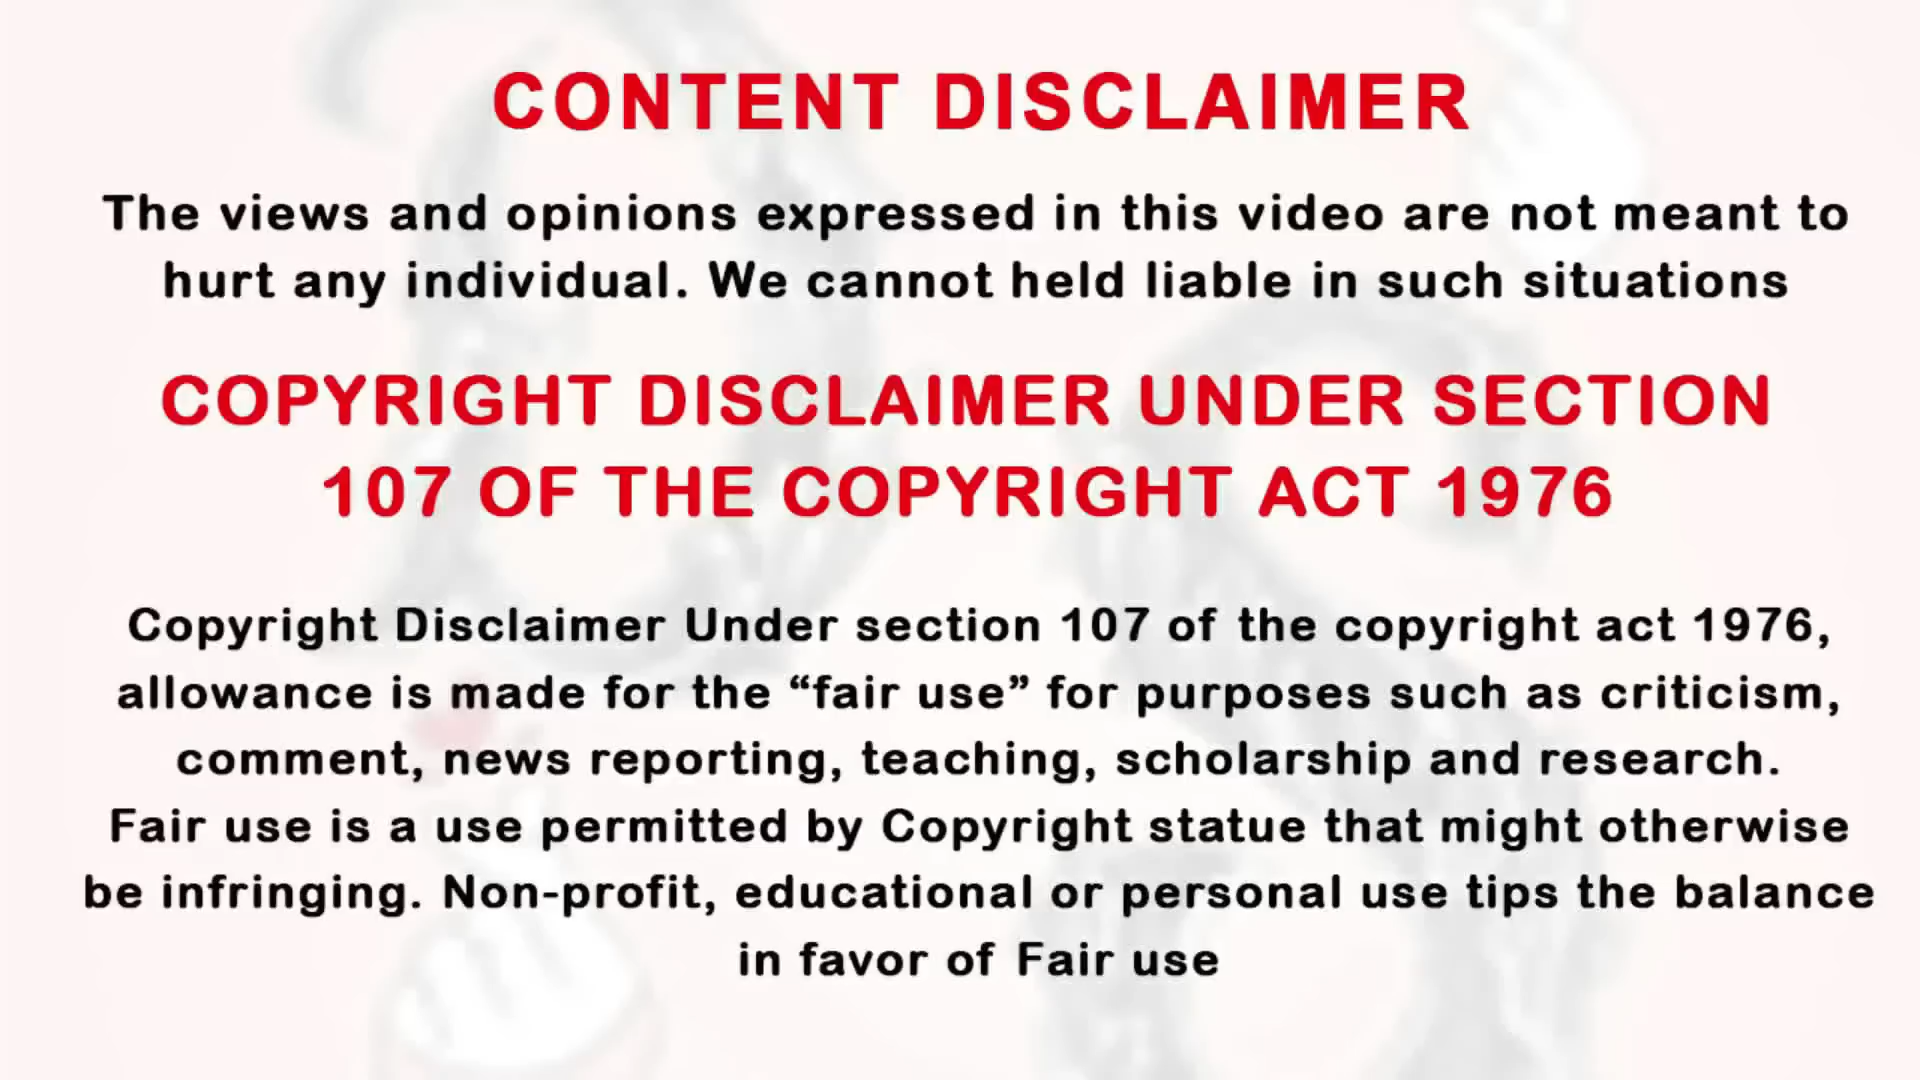 CONTENT DISCLAIMER
The views and opinions expressed in this video are not meant to
hurt any individual. We cannot held liable in such situations
COPYRIGHT DISCLAIMER UNDER SECTION
107 OF THE COPYRIGHT ACT 1976
Copyright Disclaimer Under section 107 of the copyright act 1976,
allowance is made for the “fair use” for purposes such as criticism,
comment, news reporting, teaching, scholarship and research.
Fair use is a use permitted by Copyright statue that might otherwise
be infringing. Non-profit, educational or personal use tips the balance
in favor of Fair use